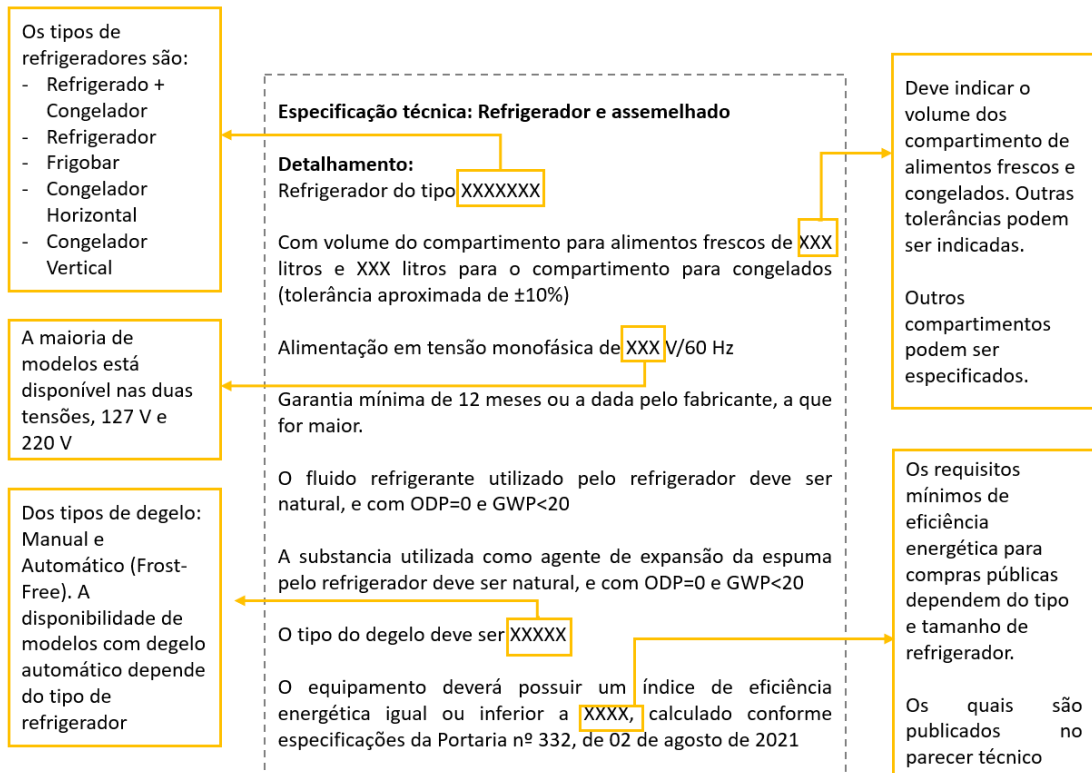 Os tipos de
refrigeradores são:
- Refrigerado +
Congelador
- Refrigerador
- Frigobar
- Congelador
Horizontal
- Congelador
Vertical
A maioria de
modelos está
disponível nas duas
tensões, 127 V e
220 V
Dos tipos de degelo:
Manual e
Automático (Frost-
Free). A
disponibilidade de
modelos com degelo
automático depende
do tipo de
refrigerador
Especificação técnica: Refrigerador e assemelhado
Detalhamento:
Refrigerador do tipo XXXXXXX
Com volume do compartimento para alimentos frescos de XXX
litros e XXX litros para o compartimento para congelados
(tolerância aproximada de ±10%)
Alimentação em tensão monofásica de XXX V/60 Hz
Garantia mínima de 12 meses ou a dada pelo fabricante, a que
for maior.
O fluido refrigerante utilizado pelo refrigerador deve ser
natural, e com ODP=0 e GWP<20
A substancia utilizada como agente de expansão da espuma
pelo refrigerador deve ser natural, e com ODP=0 e GWP<20
O tipo do degelo deve ser XXXXX
O equipamento deverá possuir um índice de eficiência
energética igual ou inferior a XXXX, calculado conforme
especificações da Portaria nº 332, de 02 de agosto de 2021
Deve indicar o
volume dos
compartimento de
alimentos frescos e
congelados. Outras
tolerâncias podem
ser indicadas.
Outros
compartimentos
podem ser
especificados.
Os requisitos
mínimos de
eficiência
energética para
compras públicas
dependem do tipo
e tamanho de
refrigerador.
Os quais são
publicados no
parecer técnico